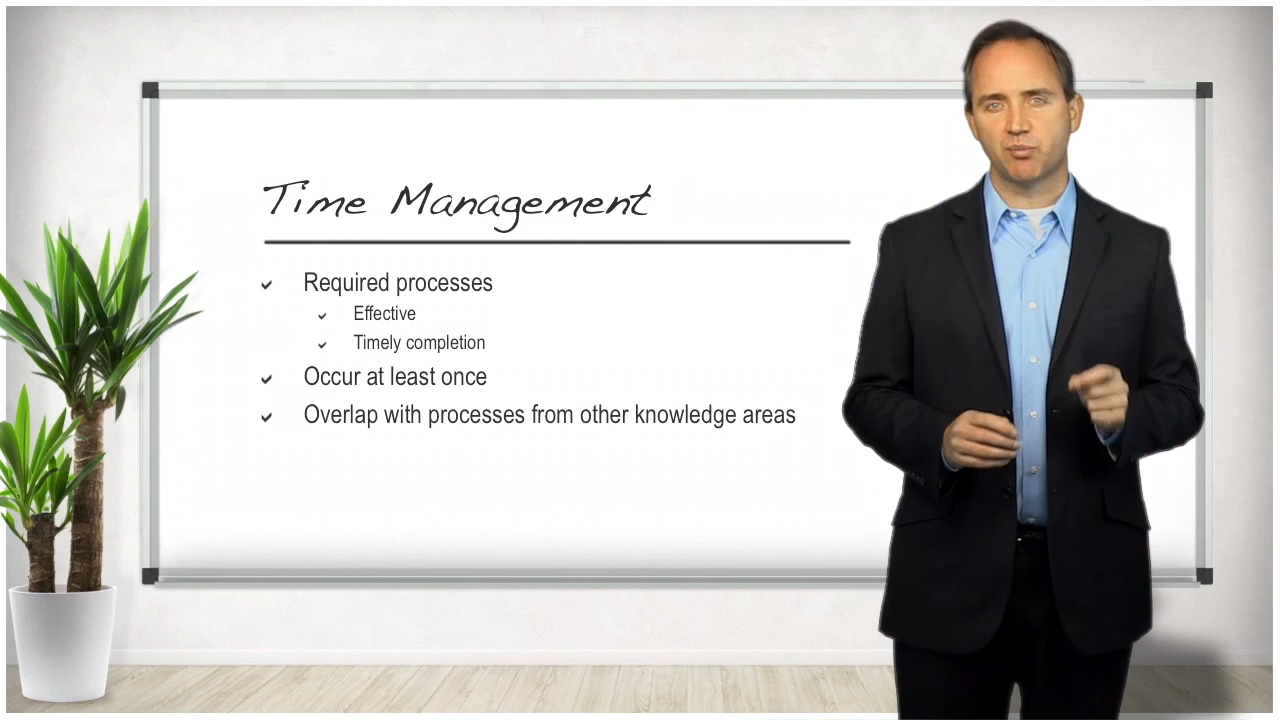 Time Management
Required processes
Effective
Timely completion
Occur at least once
Overlap with processes from other knowledge areas